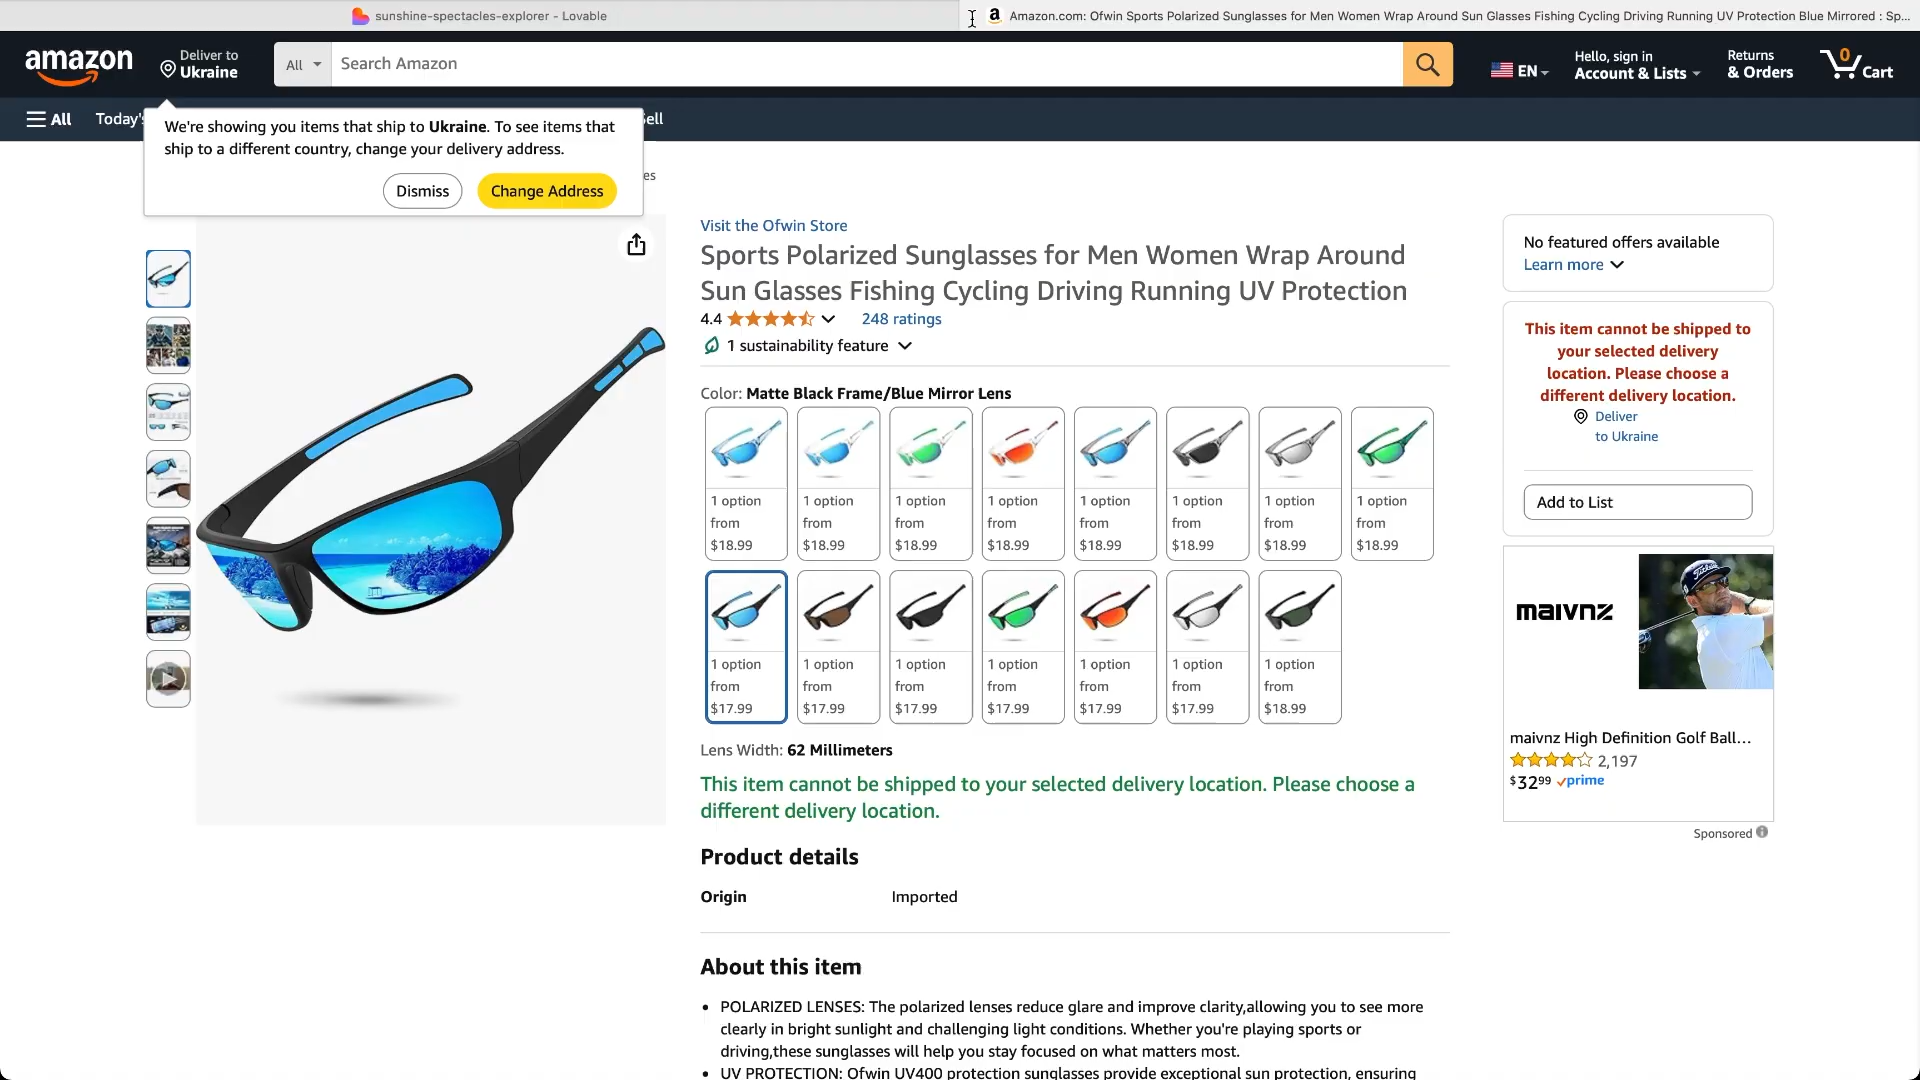 sunshine-spectacles-explorer - Lovable
Amazon.com: Ofwin Sports Polarized Sunglasses for Men Women Wrap Around Sun Glasses Fishing Cycling Driving Running UV Protection Blue Mirrored : Sp...
amazon
Deliver to
Ukraine
All
Search Amazon
EN
Hello, sign in
Account & Lists
Returns
& Orders
0
Cart
All
Today's
ell
We're showing you items that ship to Ukraine. To see items that
ship to a different country, change your delivery address.
Dismiss
Change Address
es
Visit the Ofwin Store
Sports Polarized Sunglasses for Men Women Wrap Around
Sun Glasses Fishing Cycling Driving Running UV Protection
4.4
248 ratings
1 sustainability feature
Color: Matte Black Frame/Blue Mirror Lens
1 option from $18.99
1 option from $18.99
1 option from $18.99
1 option from $18.99
1 option from $18.99
1 option from $18.99
1 option from $18.99
1 option from $18.99
1 option from $17.99
1 option from $17.99
1 option from $17.99
1 option from $17.99
1 option from $17.99
1 option from $17.99
1 option from $18.99
Lens Width: 62 Millimeters
This item cannot be shipped to your selected delivery location. Please choose a
different delivery location.
Product details
Origin Imported
About this item
• POLARIZED LENSES: The polarized lenses reduce glare and improve clarity,allowing you to see more
clearly in bright sunlight and challenging light conditions. Whether you're playing sports or
driving,these sunglasses will help you stay focused on what matters most.
• UV PROTECTION: Ofwin UV400 protection sunglasses provide exceptional sun protection, ensuring
No featured offers available
Learn more
This item cannot be shipped to
your selected delivery
location. Please choose a
different delivery location.
Deliver
to Ukraine
Add to List
maivnz
Titleist
maivnz High Definition Golf Ball...
2,197
$3299 prime
Sponsored